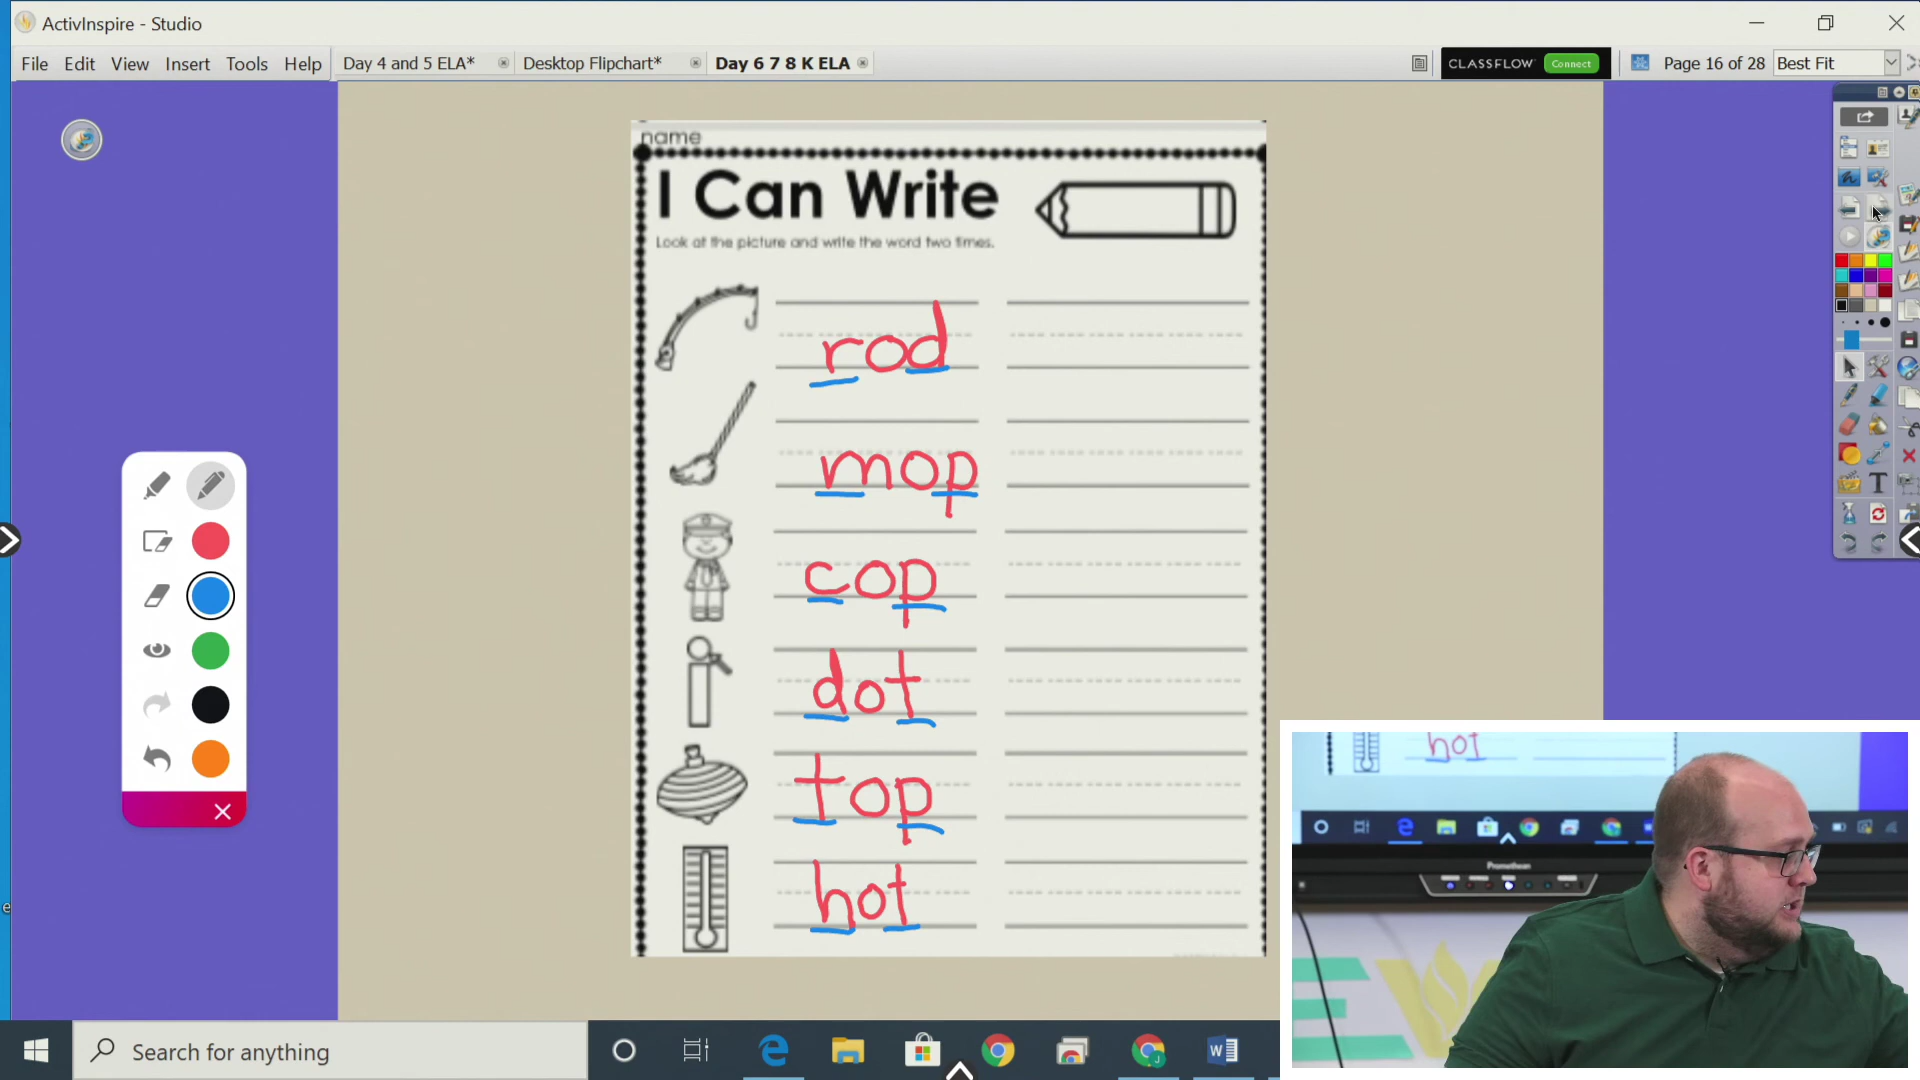 ActivInspire - Studio
File Edit View Insert Tools Help
Day 4 and 5 ELA* Desktop Flipchart* Day 6 7 8 K ELA
CLASSFLOW Connect Page 16 of 28 Best Fit
name
I Can Write
Look at the picture and write the word two times.
rod
mop
cop
dot
top
hot
hot
Promethean
EW
Search for anything